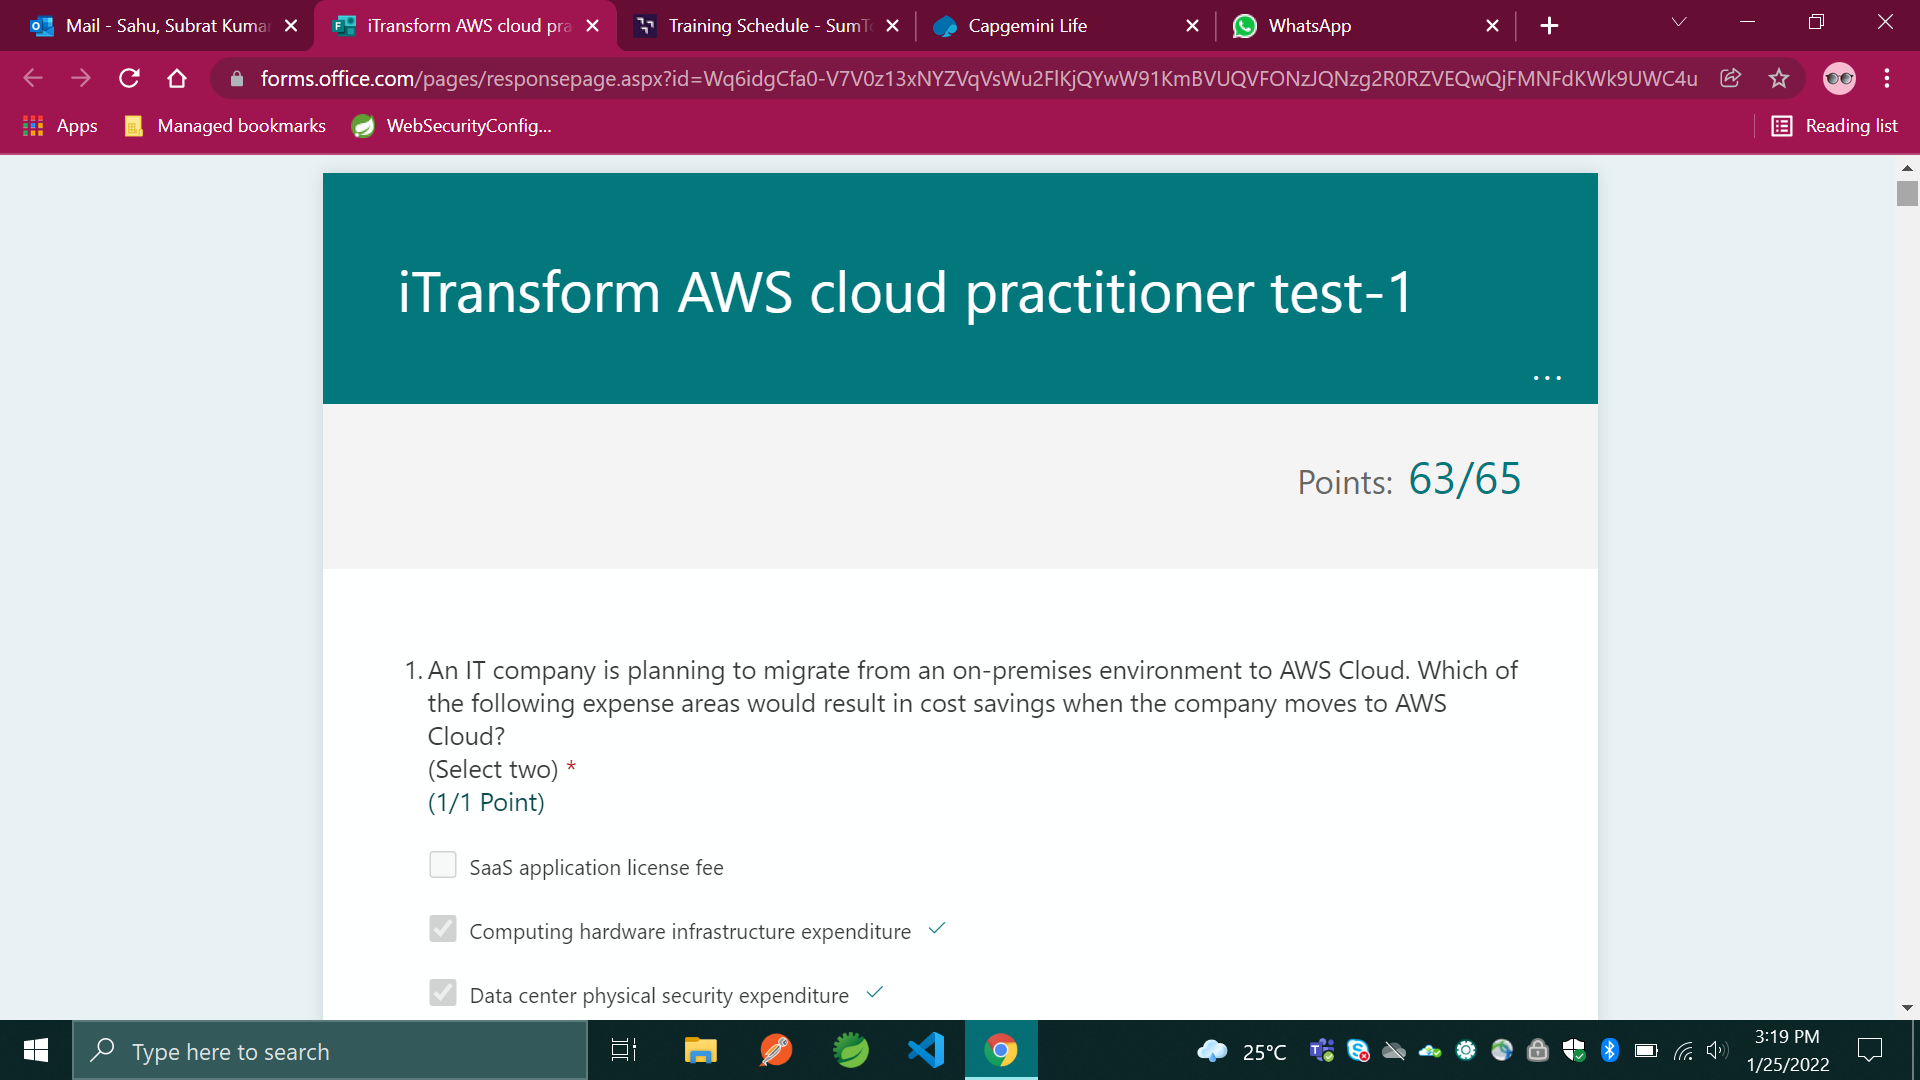 Mail - Sahu, Subrat Kumar
iTransform AWS cloud pra
Training Schedule - SumTo
Capgemini Life
WhatsApp
forms.office.com/pages/responsepage.aspx?id=Wq6idgCfa0-V7V0z13xNYZVqVsWu2FlKjQYwW91KmBVUQVFONzJQNzg2R0RZVEQwQjFMNFdKWk9UWC4u
Apps
Managed bookmarks
WebSecurityConfig...
Reading list
iTransform AWS cloud practitioner test-1
...
Points: 63/65
1. An IT company is planning to migrate from an on-premises environment to AWS Cloud. Which of
the following expense areas would result in cost savings when the company moves to AWS
Cloud?
(Select two) *
(1/1 Point)
SaaS application license fee
Computing hardware infrastructure expenditure
Data center physical security expenditure
Type here to search
25°C
3:19 PM
1/25/2022